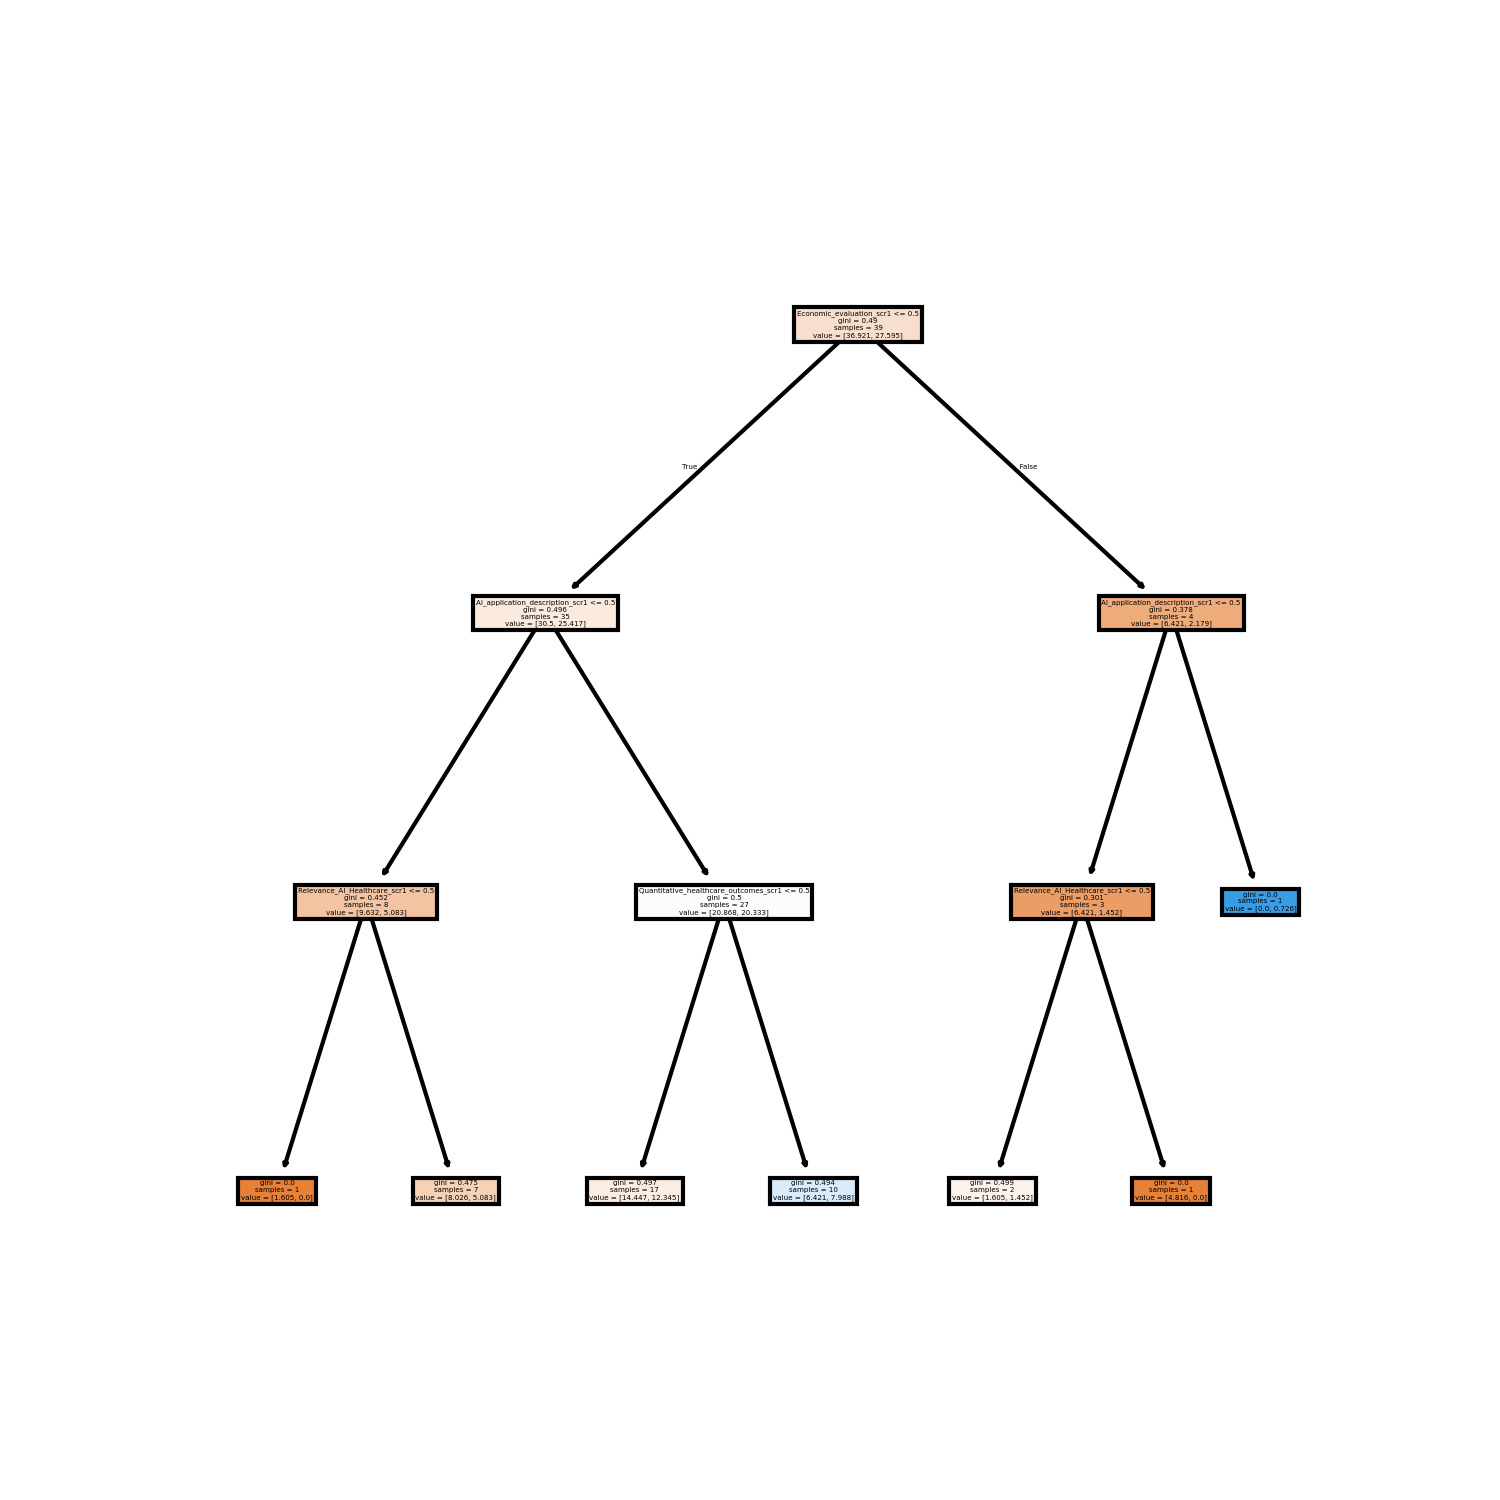 Economic_evaluation_scr1 <= 0.5
gini = 0.49
samples = 39
value = [36.921, 27.595]
True
False
AI_application_description_scr1 <= 0.5
gini = 0.496
samples = 35
value = [30.5, 25.417]
AI_application_description_scr1 <= 0.5
gini = 0.378
samples = 4
value = [6.421, 2.179]
Relevance_AI_Healthcare_scr1 <= 0.5
gini = 0.452
samples = 8
value = [9.632, 5.083]
Quantitative_healthcare_outcomes_scr1 <= 0.5
gini = 0.5
samples = 27
value = [20.868, 20.333]
Relevance_AI_Healthcare_scr1 <= 0.5
gini = 0.301
samples = 3
value = [6.421, 1.452]
gini = 0.0
samples = 1
value = [0.0, 0.726]
gini = 0.0
samples = 1
value = [1.605, 0.0]
gini = 0.475
samples = 7
value = [8.026, 5.083]
gini = 0.497
samples = 17
value = [14.447, 12.345]
gini = 0.494
samples = 10
value = [6.421, 7.988]
gini = 0.499
samples = 2
value = [1.605, 1.452]
gini = 0.0
samples = 1
value = [4.816, 0.0]